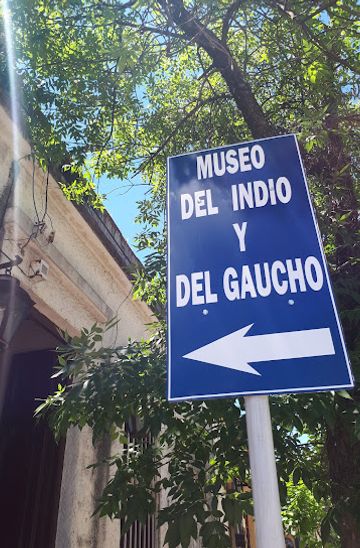 MUSEO
DEL INDIO
Y
DEL GAUCHO